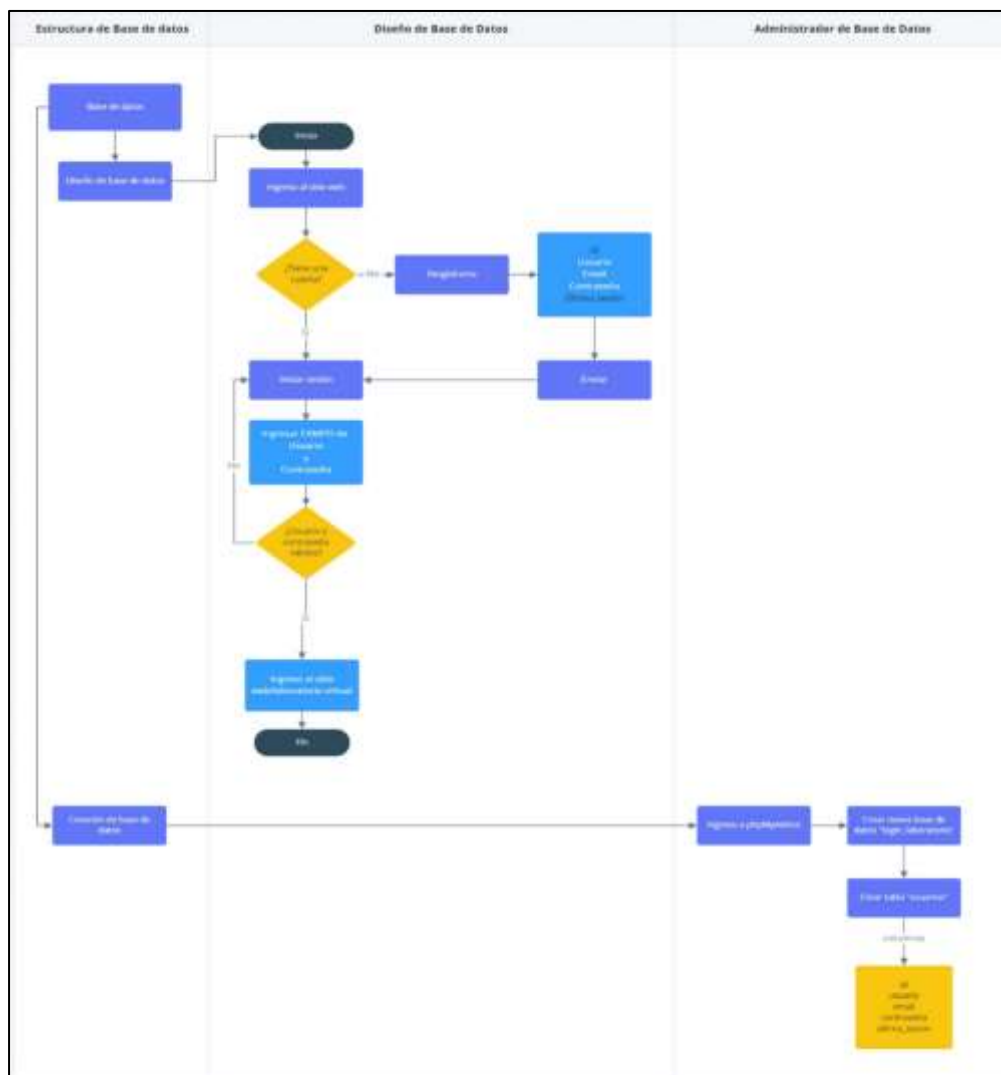 Estructura de Base de datos
Diseño de Base de Datos
Administrador de Base de Datos
Base de datos
Diseño de base de datos
Inicio
Ingreso al sitio web
¿Tiene una
cuenta?
No
Registrarse
id
Usuario
Email
Contraseña
Última_sesión
Sí
Iniciar sesión
Enviar
Ingresar CAMPO de
Usuario
y
Contraseña
No
¿Usuario y
contraseña
válidos?
Sí
Ingreso al sitio
web/laboratorio virtual
Fin
Creación de base de
datos
Ingreso a phpMyAdmin
Crear nueva base de
datos "login_laboratorio"
Crear tabla "usuarios"
id
usuario
email
contraseña